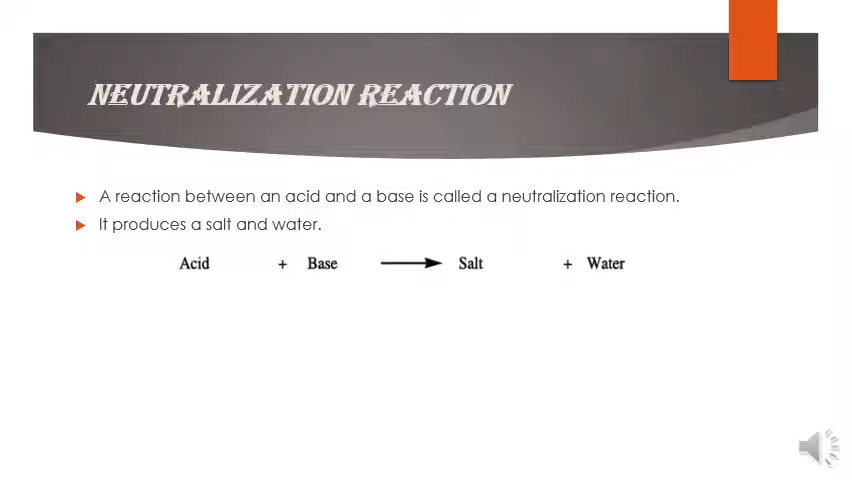 NEUTRALIZATION REACTION
A reaction between an acid and a base is called a neutralization reaction.
It produces a salt and water.
Acid + Base ⟶ Salt + Water